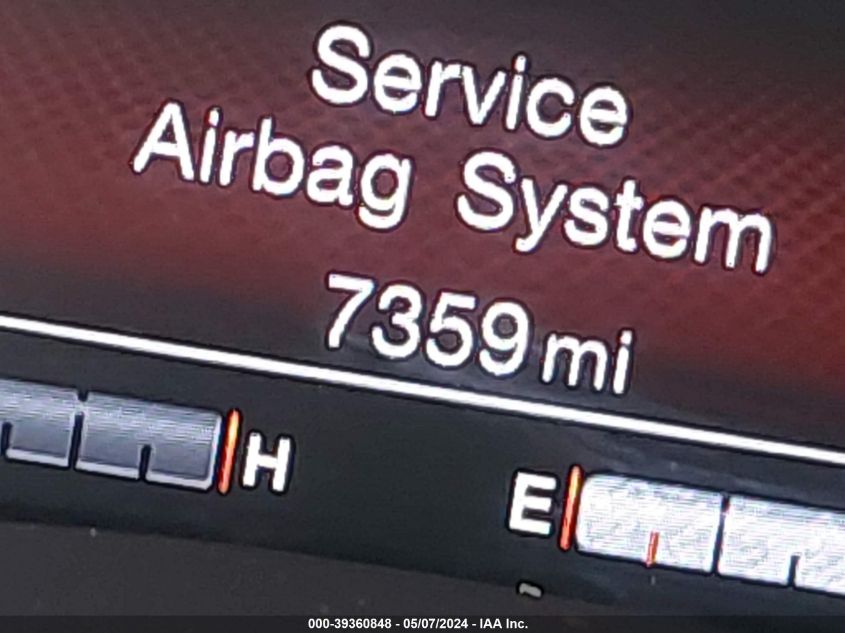 Service
Airbag System
7359 mi
H
E
000-39360848 - 05/07/2024 - IAA Inc.